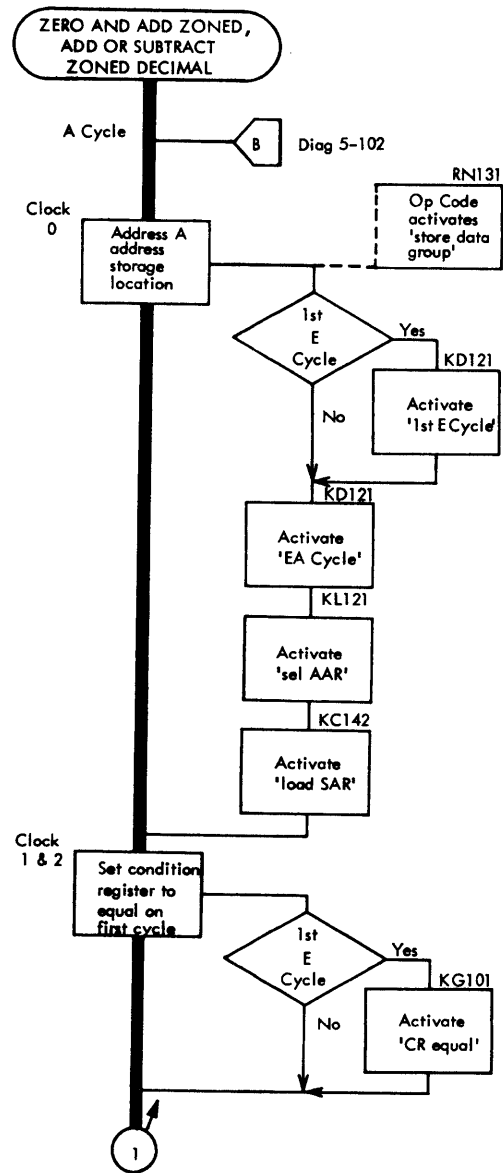 ZERO AND ADD ZONED,
ADD OR SUBTRACT
ZONED DECIMAL
A Cycle
B
Diag 5-102
RN131
Op Code
activates
'store data
group'
Clock
0
Address A
address
storage
location
1st
E
Cycle
Yes
No
KD121
Activate
'1st E Cycle'
KD121
Activate
'EA Cycle'
KL121
Activate
'sel AAR'
KC142
Activate
'load SAR'
Clock
1 & 2
Set condition
register to
equal on
first cycle
1st
E
Cycle
Yes
No
KG101
Activate
'CR equal'
1